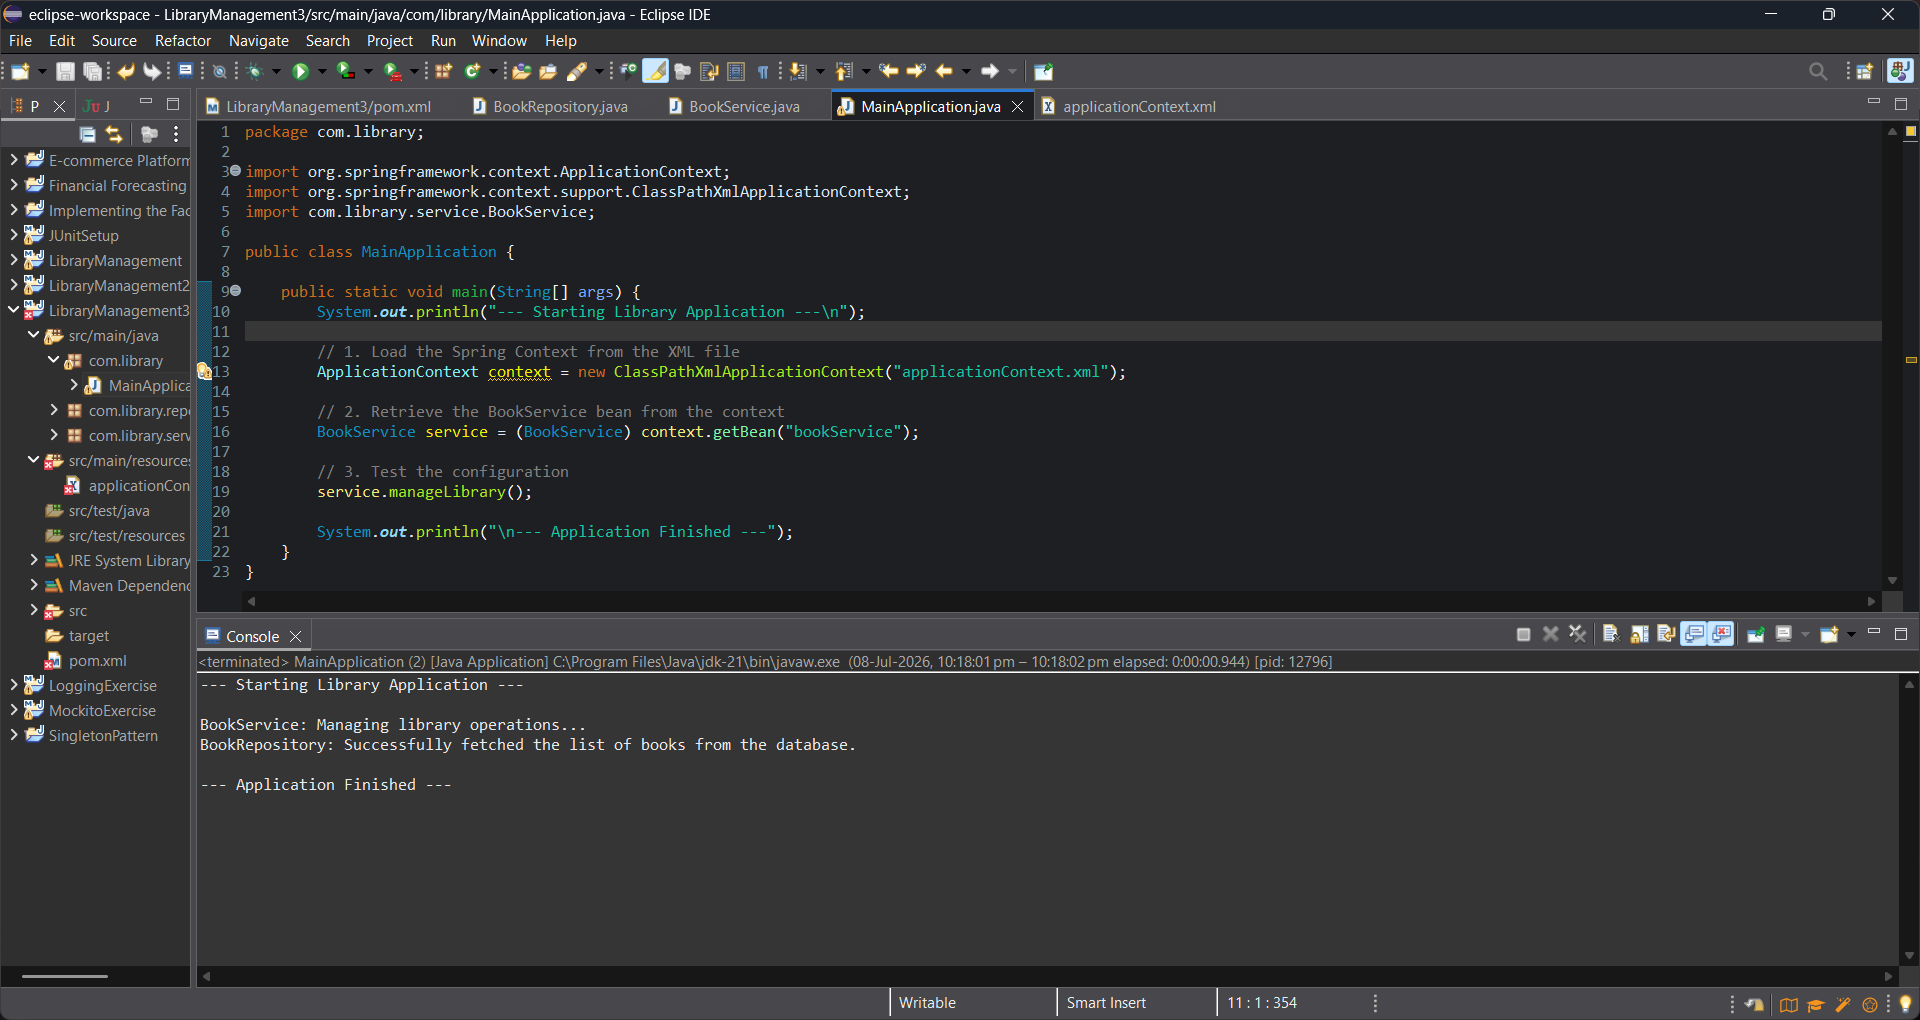 eclipse-workspace - LibraryManagement3/src/main/java/com/library/MainApplication.java - Eclipse IDE
File Edit Source Refactor Navigate Search Project Run Window Help
P JU J
LibraryManagement3/pom.xml BookRepository.java BookService.java MainApplication.java applicationContext.xml
E-commerce Platform
Financial Forecasting
Implementing the Fac
JUnitSetup
LibraryManagement
LibraryManagement2
LibraryManagement3
src/main/java
com.library
MainApplica
com.library.rep
com.library.serv
src/main/resources
applicationCon
src/test/java
src/test/resources
JRE System Library
Maven Dependenc
src
target
pom.xml
LoggingExercise
MockitoExercise
SingletonPattern
1 package com.library;
2
3 import org.springframework.context.ApplicationContext;
4 import org.springframework.context.support.ClassPathXmlApplicationContext;
5 import com.library.service.BookService;
6
7 public class MainApplication {
8
9 public static void main(String[] args) {
10 System.out.println("--- Starting Library Application ---\n");
11
12 // 1. Load the Spring Context from the XML file
13 ApplicationContext context = new ClassPathXmlApplicationContext("applicationContext.xml");
14
15 // 2. Retrieve the BookService bean from the context
16 BookService service = (BookService) context.getBean("bookService");
17
18 // 3. Test the configuration
19 service.manageLibrary();
20
21 System.out.println("\n--- Application Finished ---");
22 }
23 }
Console
<terminated> MainApplication (2) [Java Application] C:\Program Files\Java\jdk-21\bin\javaw.exe (08-Jul-2026, 10:18:01 pm – 10:18:02 pm elapsed: 0:00:00.944) [pid: 12796]
--- Starting Library Application ---
BookService: Managing library operations...
BookRepository: Successfully fetched the list of books from the database.
--- Application Finished ---
Writable Smart Insert 11 : 1 : 354